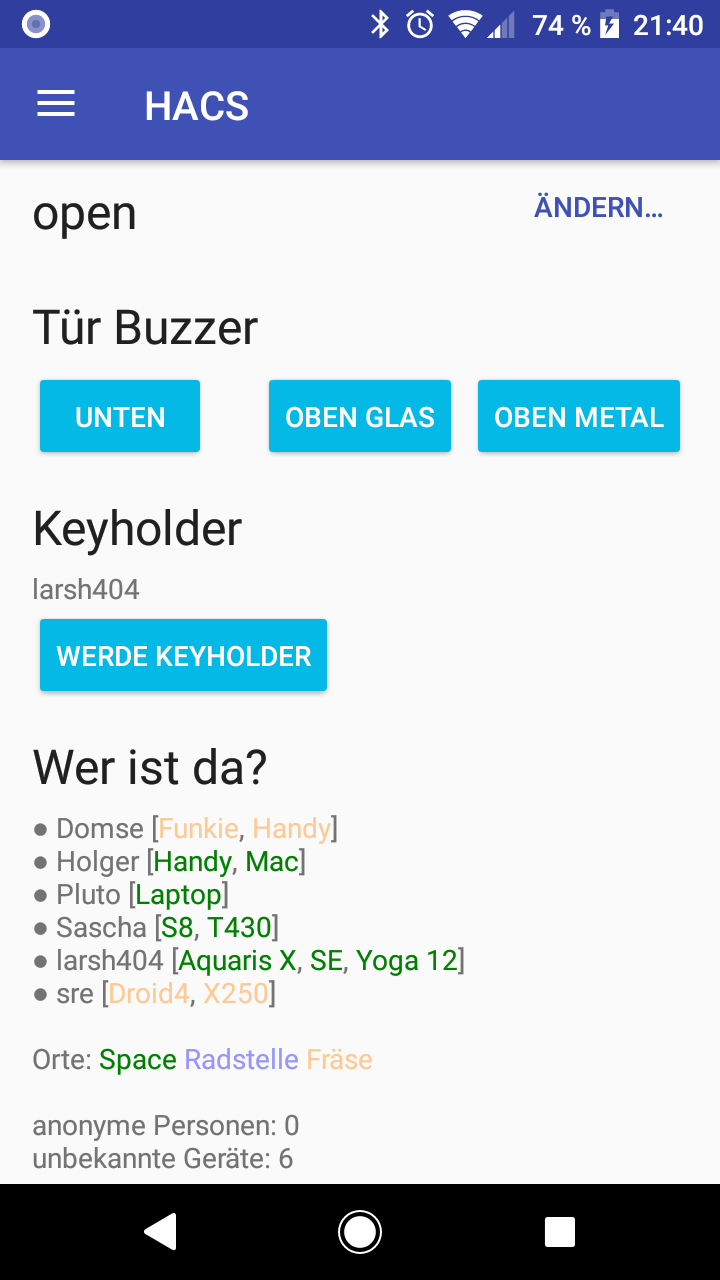 74 % 21:40
HACS
open ÄNDERN...
Tür Buzzer
UNTEN OBEN GLAS OBEN METAL
Keyholder
larsh404
WERDE KEYHOLDER
Wer ist da?
● Domse [Funkie, Handy]
● Holger [Handy, Mac]
● Pluto [Laptop]
● Sascha [S8, T430]
● larsh404 [Aquaris X, SE, Yoga 12]
● sre [Droid4, X250]
Orte: Space Radstelle Fräse
anonyme Personen: 0
unbekannte Geräte: 6